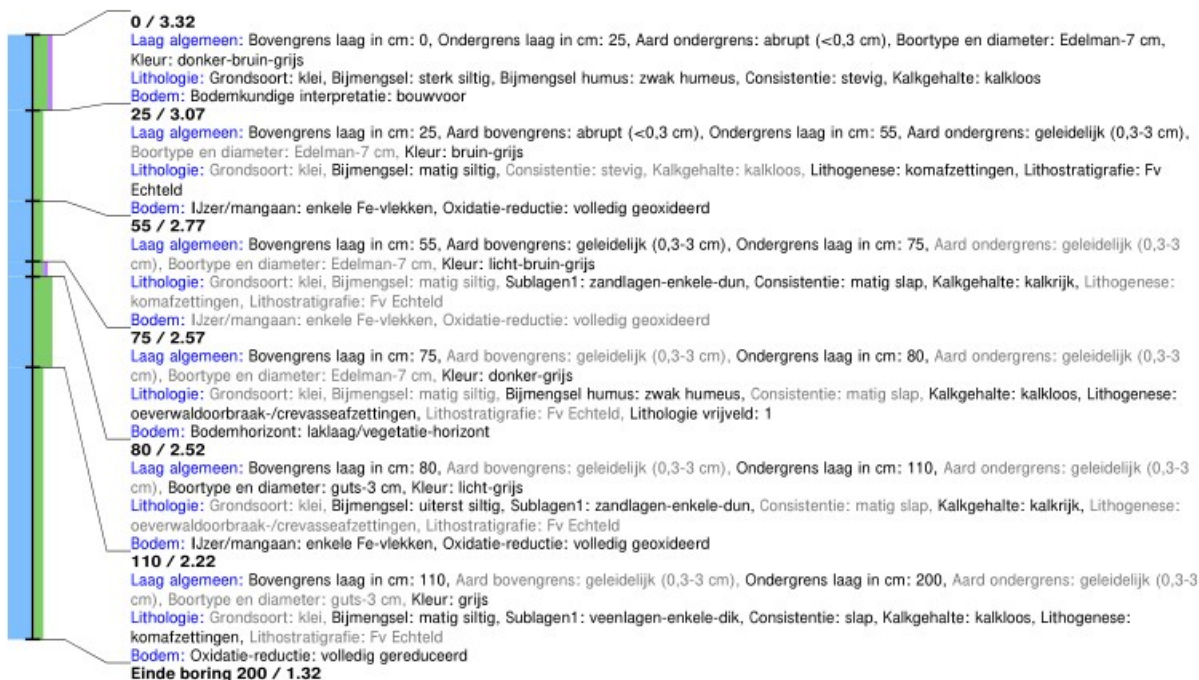 0 / 3.32
Laag algemeen: Bovengrens laag in cm: 0, Ondergrens laag in cm: 25, Aard ondergrens: abrupt (<0,3 cm), Boortype en diameter: Edelman-7 cm,
Kleur: donker-bruin-grijs
Lithologie: Grondsoort: klei, Bijmengsel: sterk siltig, Bijmengsel humus: zwak humeus, Consistentie: stevig, Kalkgehalte: kalkloos
Bodem: Bodemkundige interpretatie: bouwvoor
25 / 3.07
Laag algemeen: Bovengrens laag in cm: 25, Aard bovengrens: abrupt (<0,3 cm), Ondergrens laag in cm: 55, Aard ondergrens: geleidelijk (0,3-3 cm),
Boortype en diameter: Edelman-7 cm, Kleur: bruin-grijs
Lithologie: Grondsoort: klei, Bijmengsel: matig siltig, Consistentie: stevig, Kalkgehalte: kalkloos, Lithogenese: komafzettingen, Lithostratigrafie: Fv
Echteld
Bodem: IJzer/mangaan: enkele Fe-vlekken, Oxidatie-reductie: volledig geoxideerd
55 / 2.77
Laag algemeen: Bovengrens laag in cm: 55, Aard bovengrens: geleidelijk (0,3-3 cm), Ondergrens laag in cm: 75, Aard ondergrens: geleidelijk (0,3-3
cm), Boortype en diameter: Edelman-7 cm, Kleur: licht-bruin-grijs
Lithologie: Grondsoort: klei, Bijmengsel: matig siltig, Sublagen1: zandlagen-enkele-dun, Consistentie: matig slap, Kalkgehalte: kalkrijk, Lithogenese:
komafzettingen, Lithostratigrafie: Fv Echteld
Bodem: IJzer/mangaan: enkele Fe-vlekken, Oxidatie-reductie: volledig geoxideerd
75 / 2.57
Laag algemeen: Bovengrens laag in cm: 75, Aard bovengrens: geleidelijk (0,3-3 cm), Ondergrens laag in cm: 80, Aard ondergrens: geleidelijk (0,3-3
cm), Boortype en diameter: Edelman-7 cm, Kleur: donker-grijs
Lithologie: Grondsoort: klei, Bijmengsel: matig siltig, Bijmengsel humus: zwak humeus, Consistentie: matig slap, Kalkgehalte: kalkloos, Lithogenese:
oeverwaldoorbraak-/crevasseafzettingen, Lithostratigrafie: Fv Echteld, Lithologie vrijveld: 1
Bodem: Bodemhorizont: laklaag/vegetatie-horizont
80 / 2.52
Laag algemeen: Bovengrens laag in cm: 80, Aard bovengrens: geleidelijk (0,3-3 cm), Ondergrens laag in cm: 110, Aard ondergrens: geleidelijk (0,3-3
cm), Boortype en diameter: guts-3 cm, Kleur: licht-grijs
Lithologie: Grondsoort: klei, Bijmengsel: uiterst siltig, Sublagen1: zandlagen-enkele-dun, Consistentie: matig slap, Kalkgehalte: kalkrijk, Lithogenese:
oeverwaldoorbraak-/crevasseafzettingen, Lithostratigrafie: Fv Echteld
Bodem: IJzer/mangaan: enkele Fe-vlekken, Oxidatie-reductie: volledig geoxideerd
110 / 2.22
Laag algemeen: Bovengrens laag in cm: 110, Aard bovengrens: geleidelijk (0,3-3 cm), Ondergrens laag in cm: 200, Aard ondergrens: geleidelijk (0,3-3
cm), Boortype en diameter: guts-3 cm, Kleur: grijs
Lithologie: Grondsoort: klei, Bijmengsel: matig siltig, Sublagen1: veenlagen-enkele-dik, Consistentie: slap, Kalkgehalte: kalkloos, Lithogenese:
komafzettingen, Lithostratigrafie: Fv Echteld
Bodem: Oxidatie-reductie: volledig gereduceerd
Einde boring 200 / 1.32